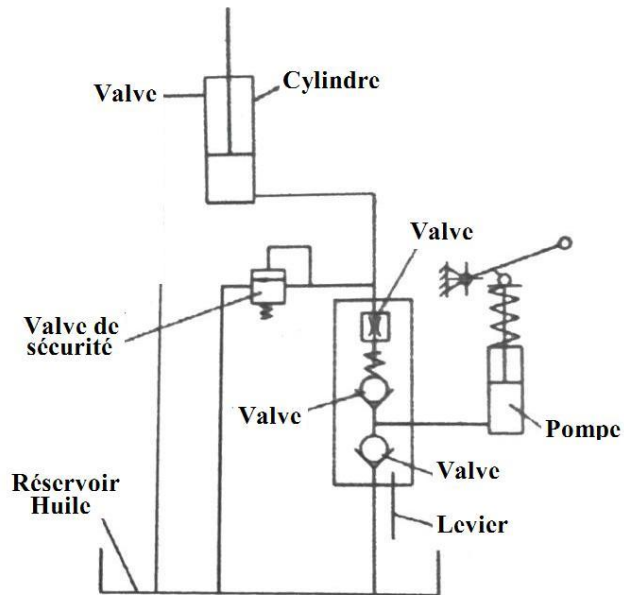 Valve
Cylindre
Valve
Valve de
sécurité
Valve
Pompe
Valve
Réservoir
Huile
Levier